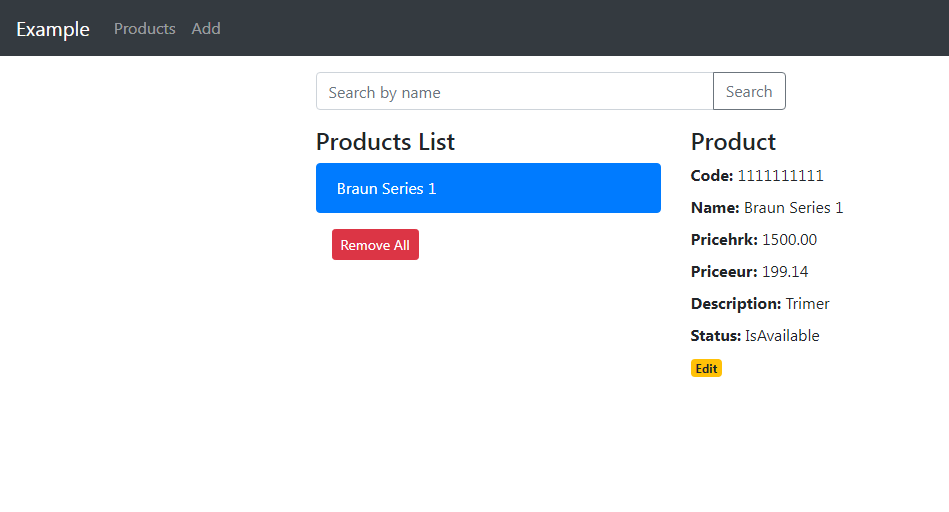 Example Products Add
Search by name Search
Products List
Braun Series 1
Remove All
Product
Code: 1111111111
Name: Braun Series 1
Pricehrk: 1500.00
Priceeur: 199.14
Description: Trimer
Status: IsAvailable
Edit